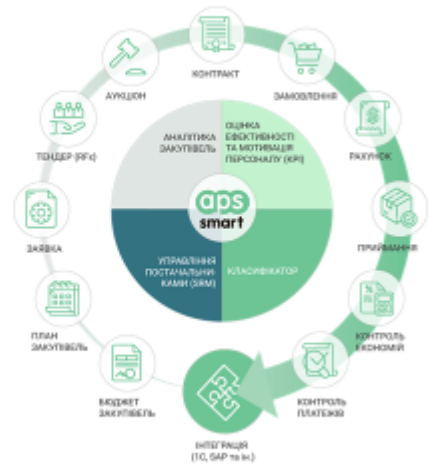 КОНТРАКТ
АУКЦІОН
ЗАМОВЛЕННЯ
ТЕНДЕР (RFx)
РАХУНОК
АНАЛІТИКА
ЗАКУПІВЕЛЬ
ОЦІНКА
ЕФЕКТИВНОСТІ
ТА МОТИВАЦІЯ
ПЕРСОНАЛУ (KPI)
aps
smart
ЗАЯВКА
ПРИЙМАННЯ
УПРАВЛІННЯ
ПОСТАЧАЛЬНИ-
КАМИ (SRM)
КЛАСИФІКАТОР
ПЛАН
ЗАКУПІВЕЛЬ
КОНТРОЛЬ
ЕКОНОМІЙ
БЮДЖЕТ
ЗАКУПІВЕЛЬ
КОНТРОЛЬ
ПЛАТЕЖІВ
ІНТЕГРАЦІЯ
(1С, SAP та ін.)